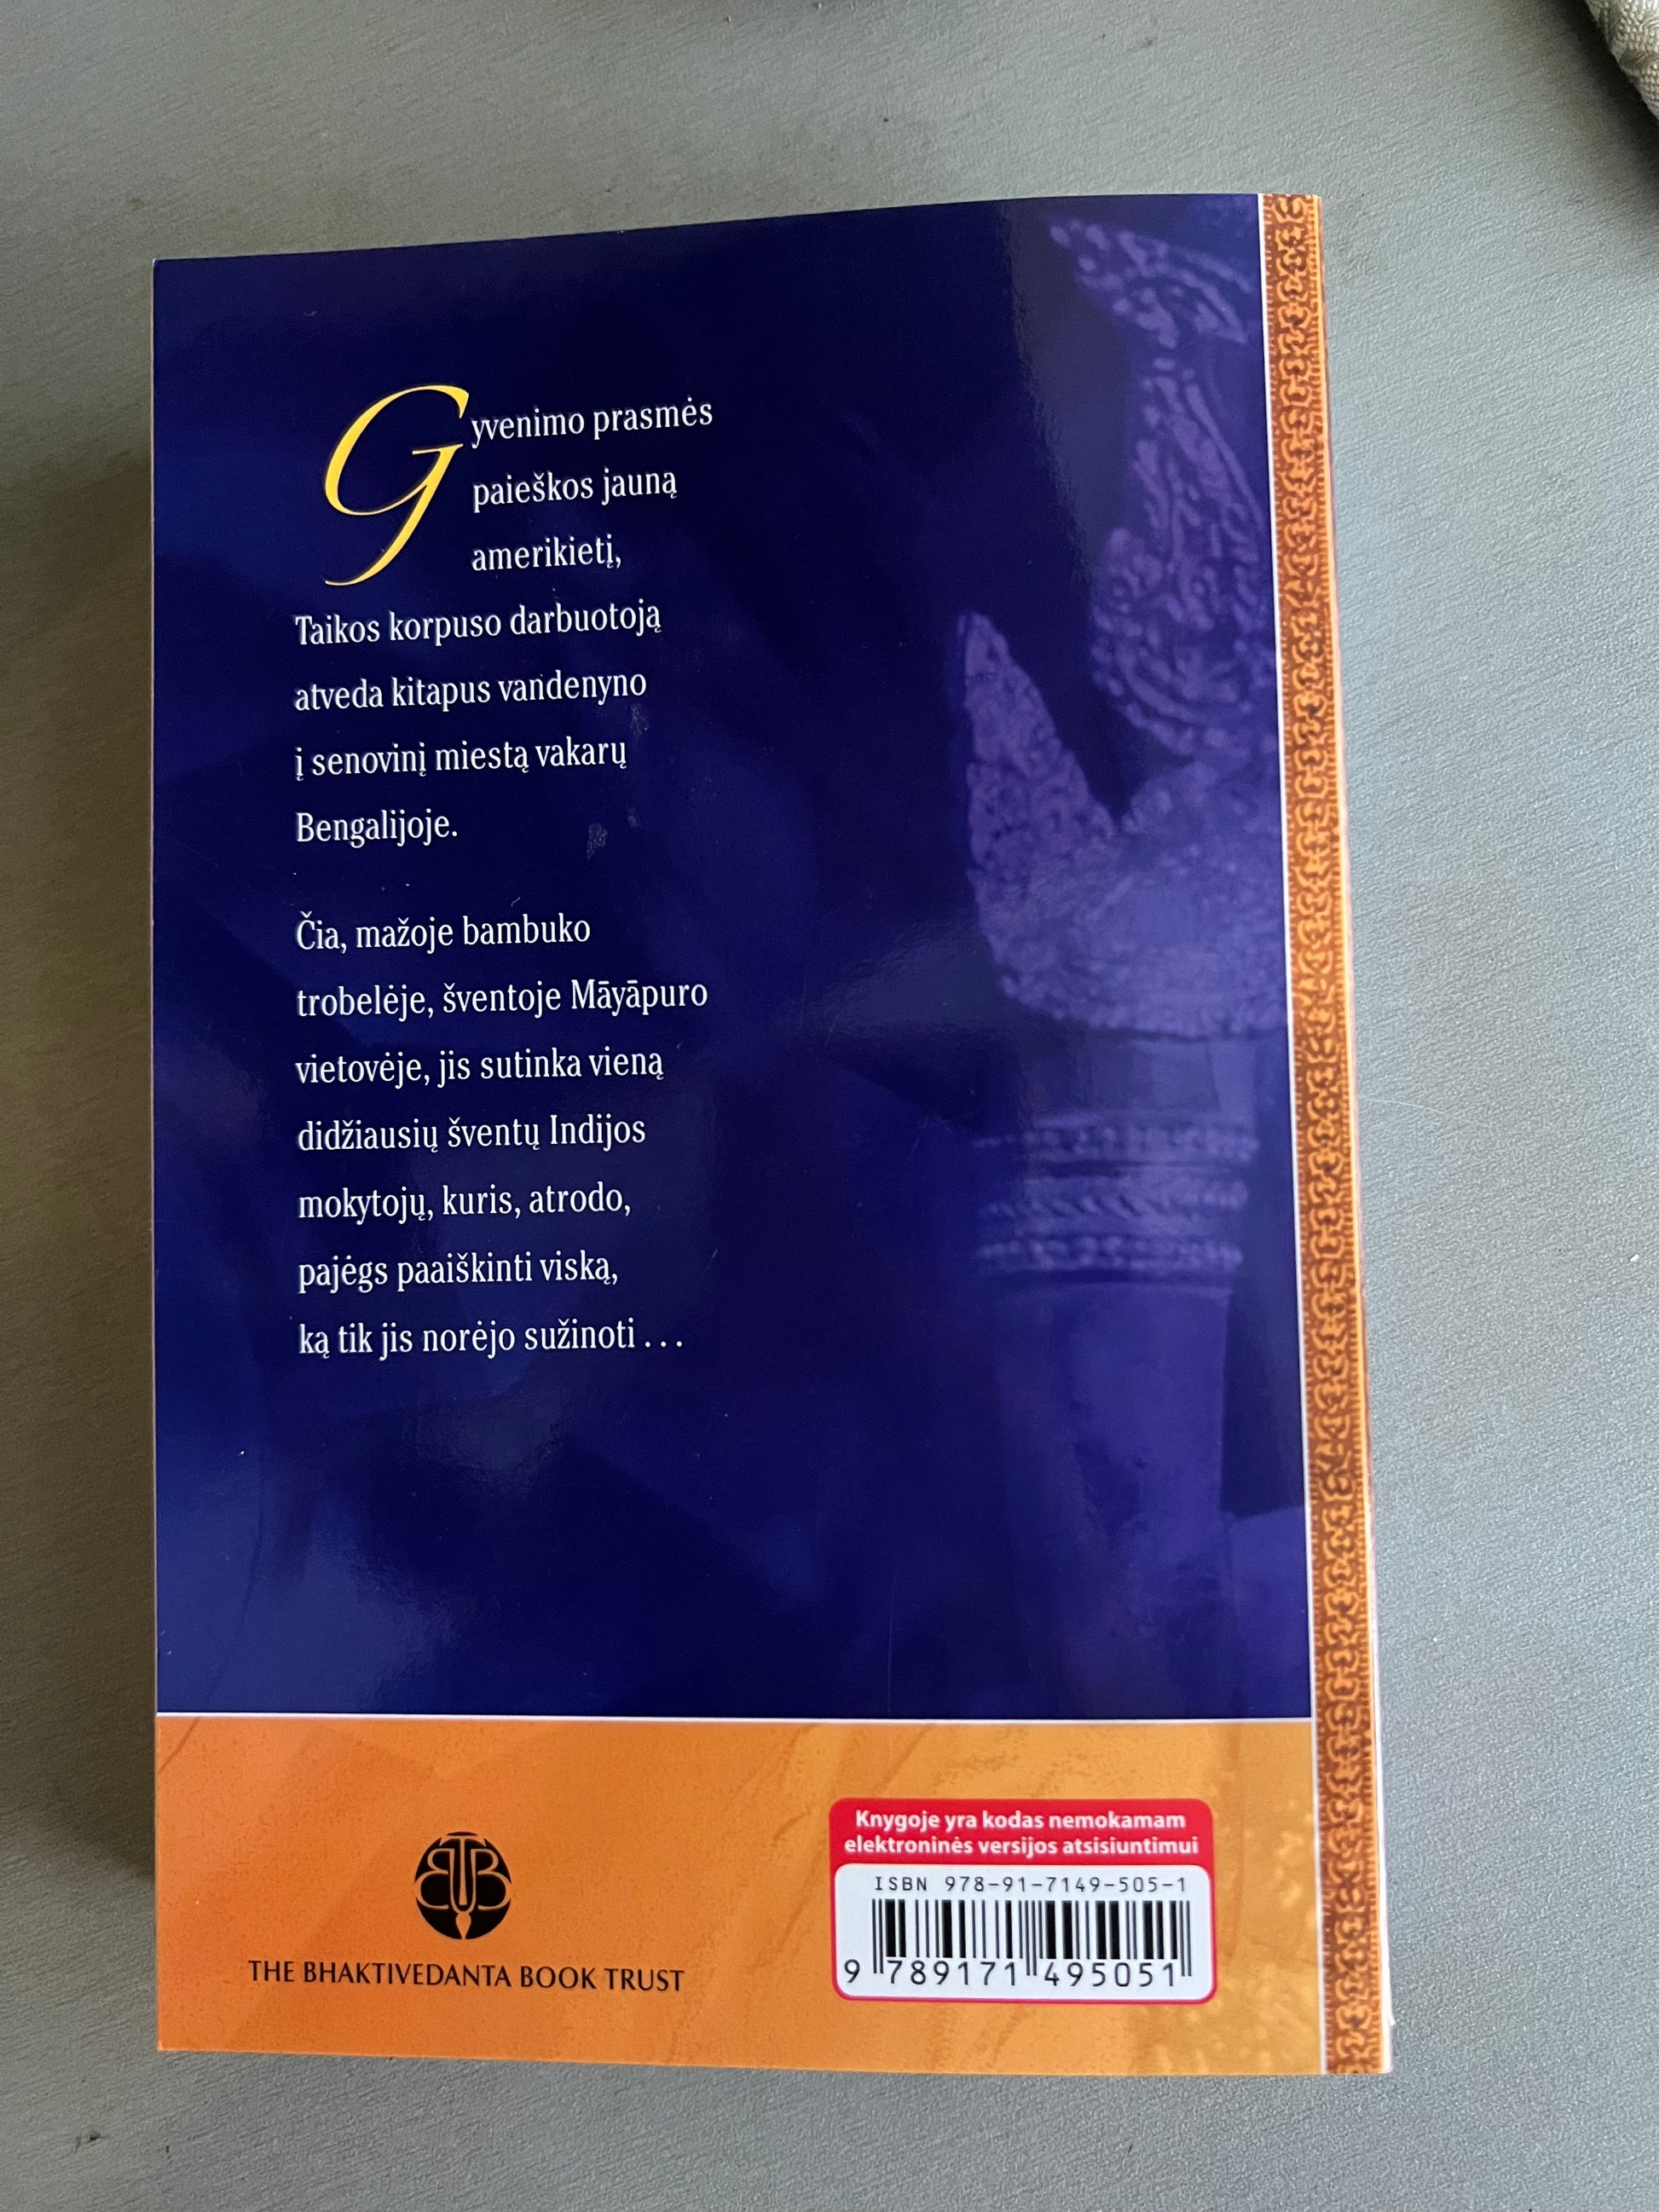 Gyvenimo prasmės
paieškos jauną
amerikietį,
Taikos korpuso darbuotoją
atveda kitapus vandenyno
į senovinį miestą vakarų
Bengalijoje.
Čia, mažoje bambuko
trobelėje, šventoje Māyāpuro
vietovėje, jis sutinka vieną
didžiausių šventų Indijos
mokytojų, kuris, atrodo,
pajėgs paaiškinti viską,
ką tik jis norėjo sužinoti . . .
BTB
THE BHAKTIVEDANTA BOOK TRUST
Knygoje yra kodas nemokamam
elektroninės versijos atsisiuntimui
ISBN 978-91-7149-505-1
9 789171 495051